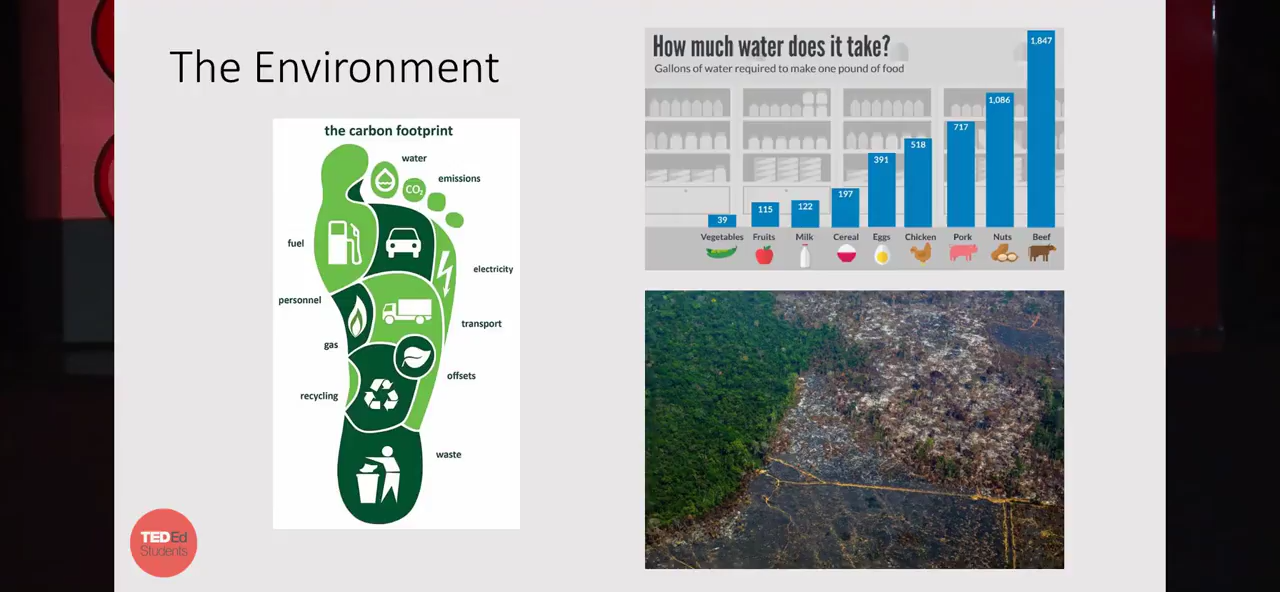 The Environment
the carbon footprint
water
CO₂
emissions
fuel
electricity
personnel
transport
gas
offsets
recycling
waste
TEDEd
Students
How much water does it take?
Gallons of water required to make one pound of food
39
115
122
197
391
518
717
1,086
1,847
Vegetables
Fruits
Milk
Cereal
Eggs
Chicken
Pork
Nuts
Beef